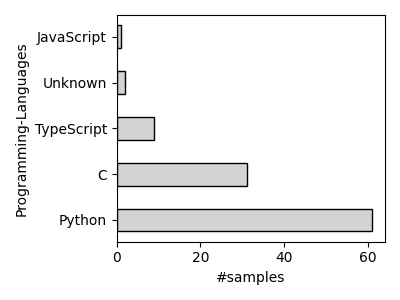 Programming-Languages
JavaScript
Unknown
TypeScript
C
Python
0 20 40 60
#samples